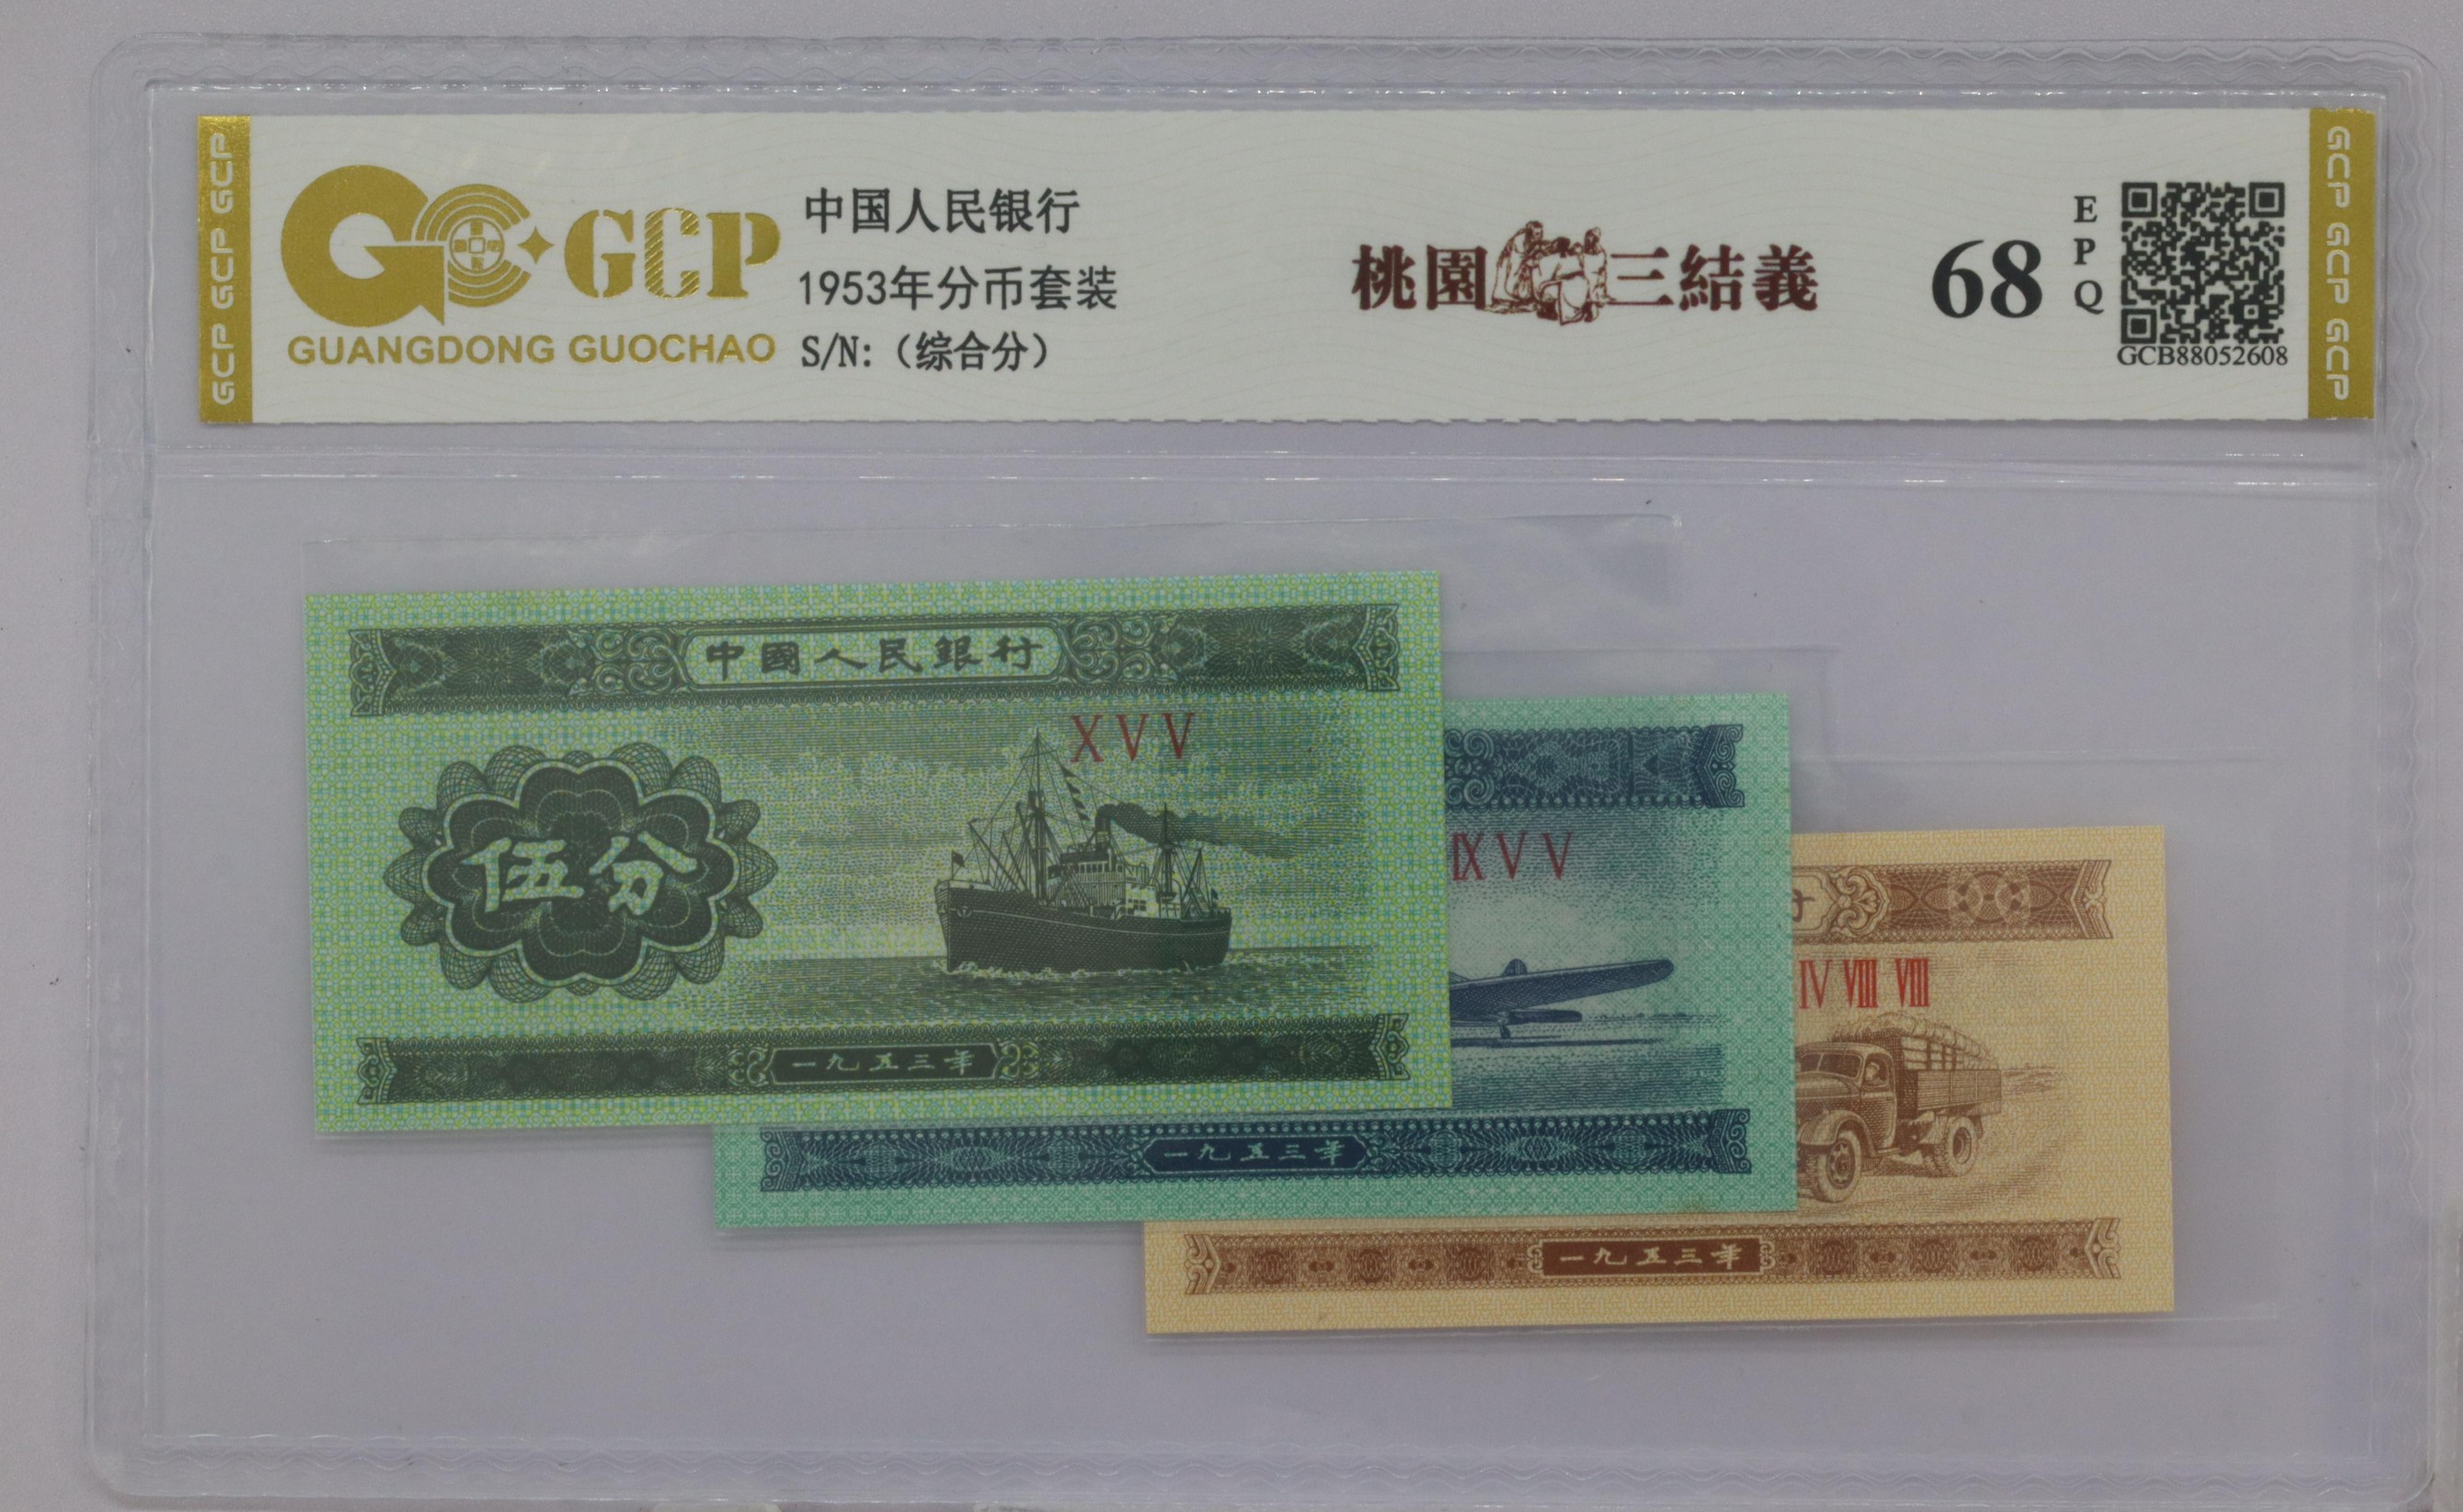 GCP GCP GCP
GCP
GUANGDONG GUOCHAO
中国人民银行
1953年分币套装
S/N:（综合分）
桃園三結義
68
EPQ
GCB88052608
GCP GCP GCP
中國人民銀行
XVV
伍分
一九五三年
IXVV
一九五三年
IV VIII VIII
一九五三年